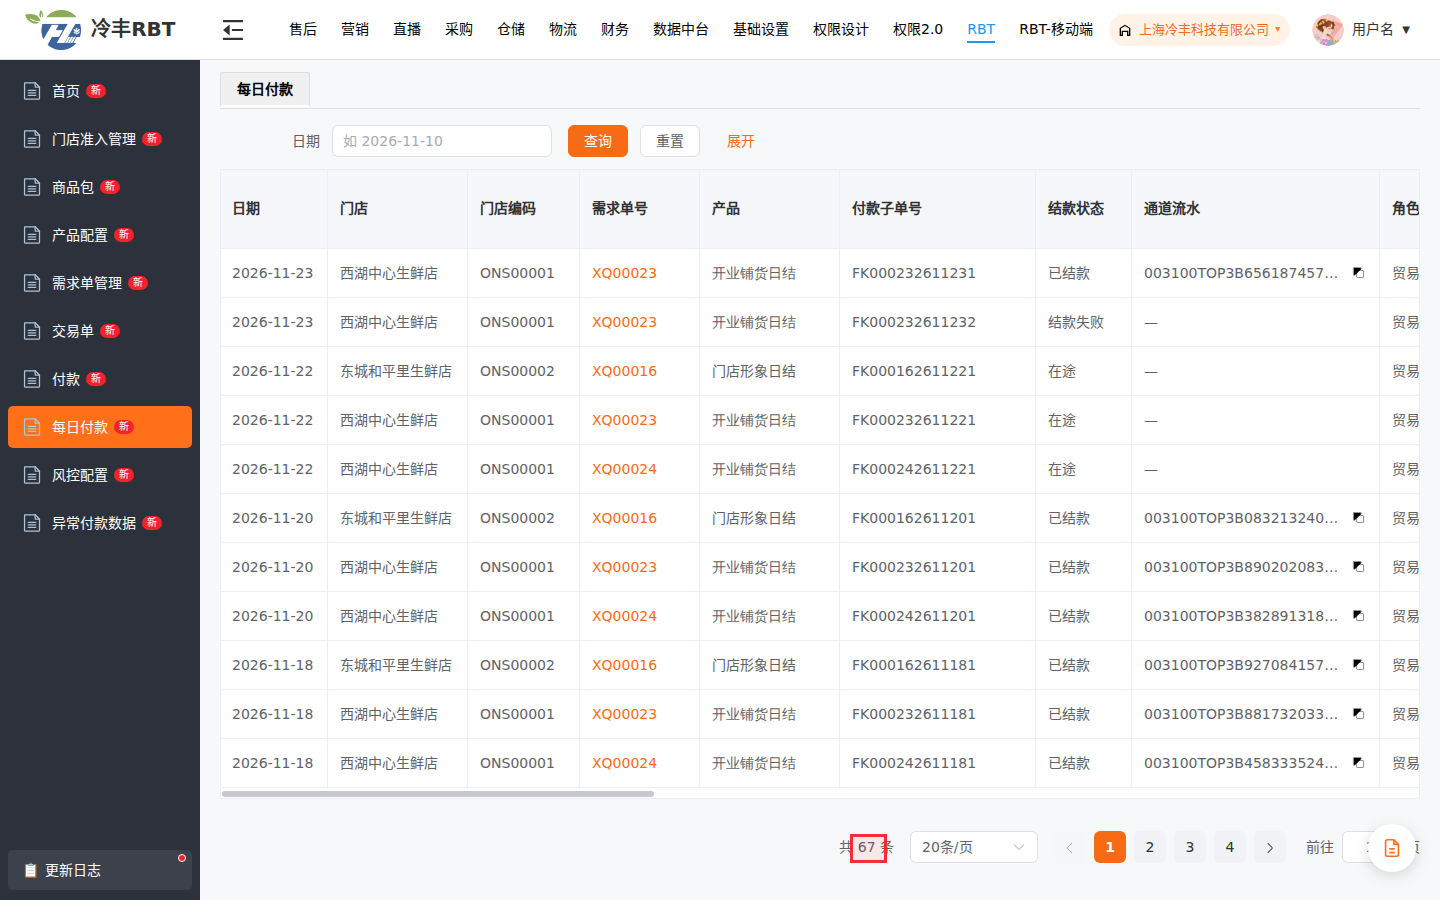 冷丰RBT
售后 营销 直播 采购 仓储 物流 财务 数据中台 基础设置 权限设计 权限2.0 RBT RBT-移动端 上海冷丰科技有限公司 ▾ 用户名 ▼
首页 新
门店准入管理 新
商品包 新
产品配置 新
需求单管理 新
交易单 新
付款 新
每日付款 新
风控配置 新
异常付款数据 新
更新日志
每日付款
日期 如 2026-11-10 查询 重置 展开
日期 门店 门店编码 需求单号 产品 付款子单号 结款状态 通道流水 角色
2026-11-23 西湖中心生鲜店 ONS00001 XQ00023 开业铺货日结 FK000232611231 已结款 003100TOP3B656187457... 贸易
2026-11-23 西湖中心生鲜店 ONS00001 XQ00023 开业铺货日结 FK000232611232 结款失败 — 贸易
2026-11-22 东城和平里生鲜店 ONS00002 XQ00016 门店形象日结 FK000162611221 在途 — 贸易
2026-11-22 西湖中心生鲜店 ONS00001 XQ00023 开业铺货日结 FK000232611221 在途 — 贸易
2026-11-22 西湖中心生鲜店 ONS00001 XQ00024 开业铺货日结 FK000242611221 在途 — 贸易
2026-11-20 东城和平里生鲜店 ONS00002 XQ00016 门店形象日结 FK000162611201 已结款 003100TOP3B083213240... 贸易
2026-11-20 西湖中心生鲜店 ONS00001 XQ00023 开业铺货日结 FK000232611201 已结款 003100TOP3B890202083... 贸易
2026-11-20 西湖中心生鲜店 ONS00001 XQ00024 开业铺货日结 FK000242611201 已结款 003100TOP3B382891318... 贸易
2026-11-18 东城和平里生鲜店 ONS00002 XQ00016 门店形象日结 FK000162611181 已结款 003100TOP3B927084157... 贸易
2026-11-18 西湖中心生鲜店 ONS00001 XQ00023 开业铺货日结 FK000232611181 已结款 003100TOP3B881732033... 贸易
2026-11-18 西湖中心生鲜店 ONS00001 XQ00024 开业铺货日结 FK000242611181 已结款 003100TOP3B458333524... 贸易
共 67 条 20条/页 1 2 3 4 前往